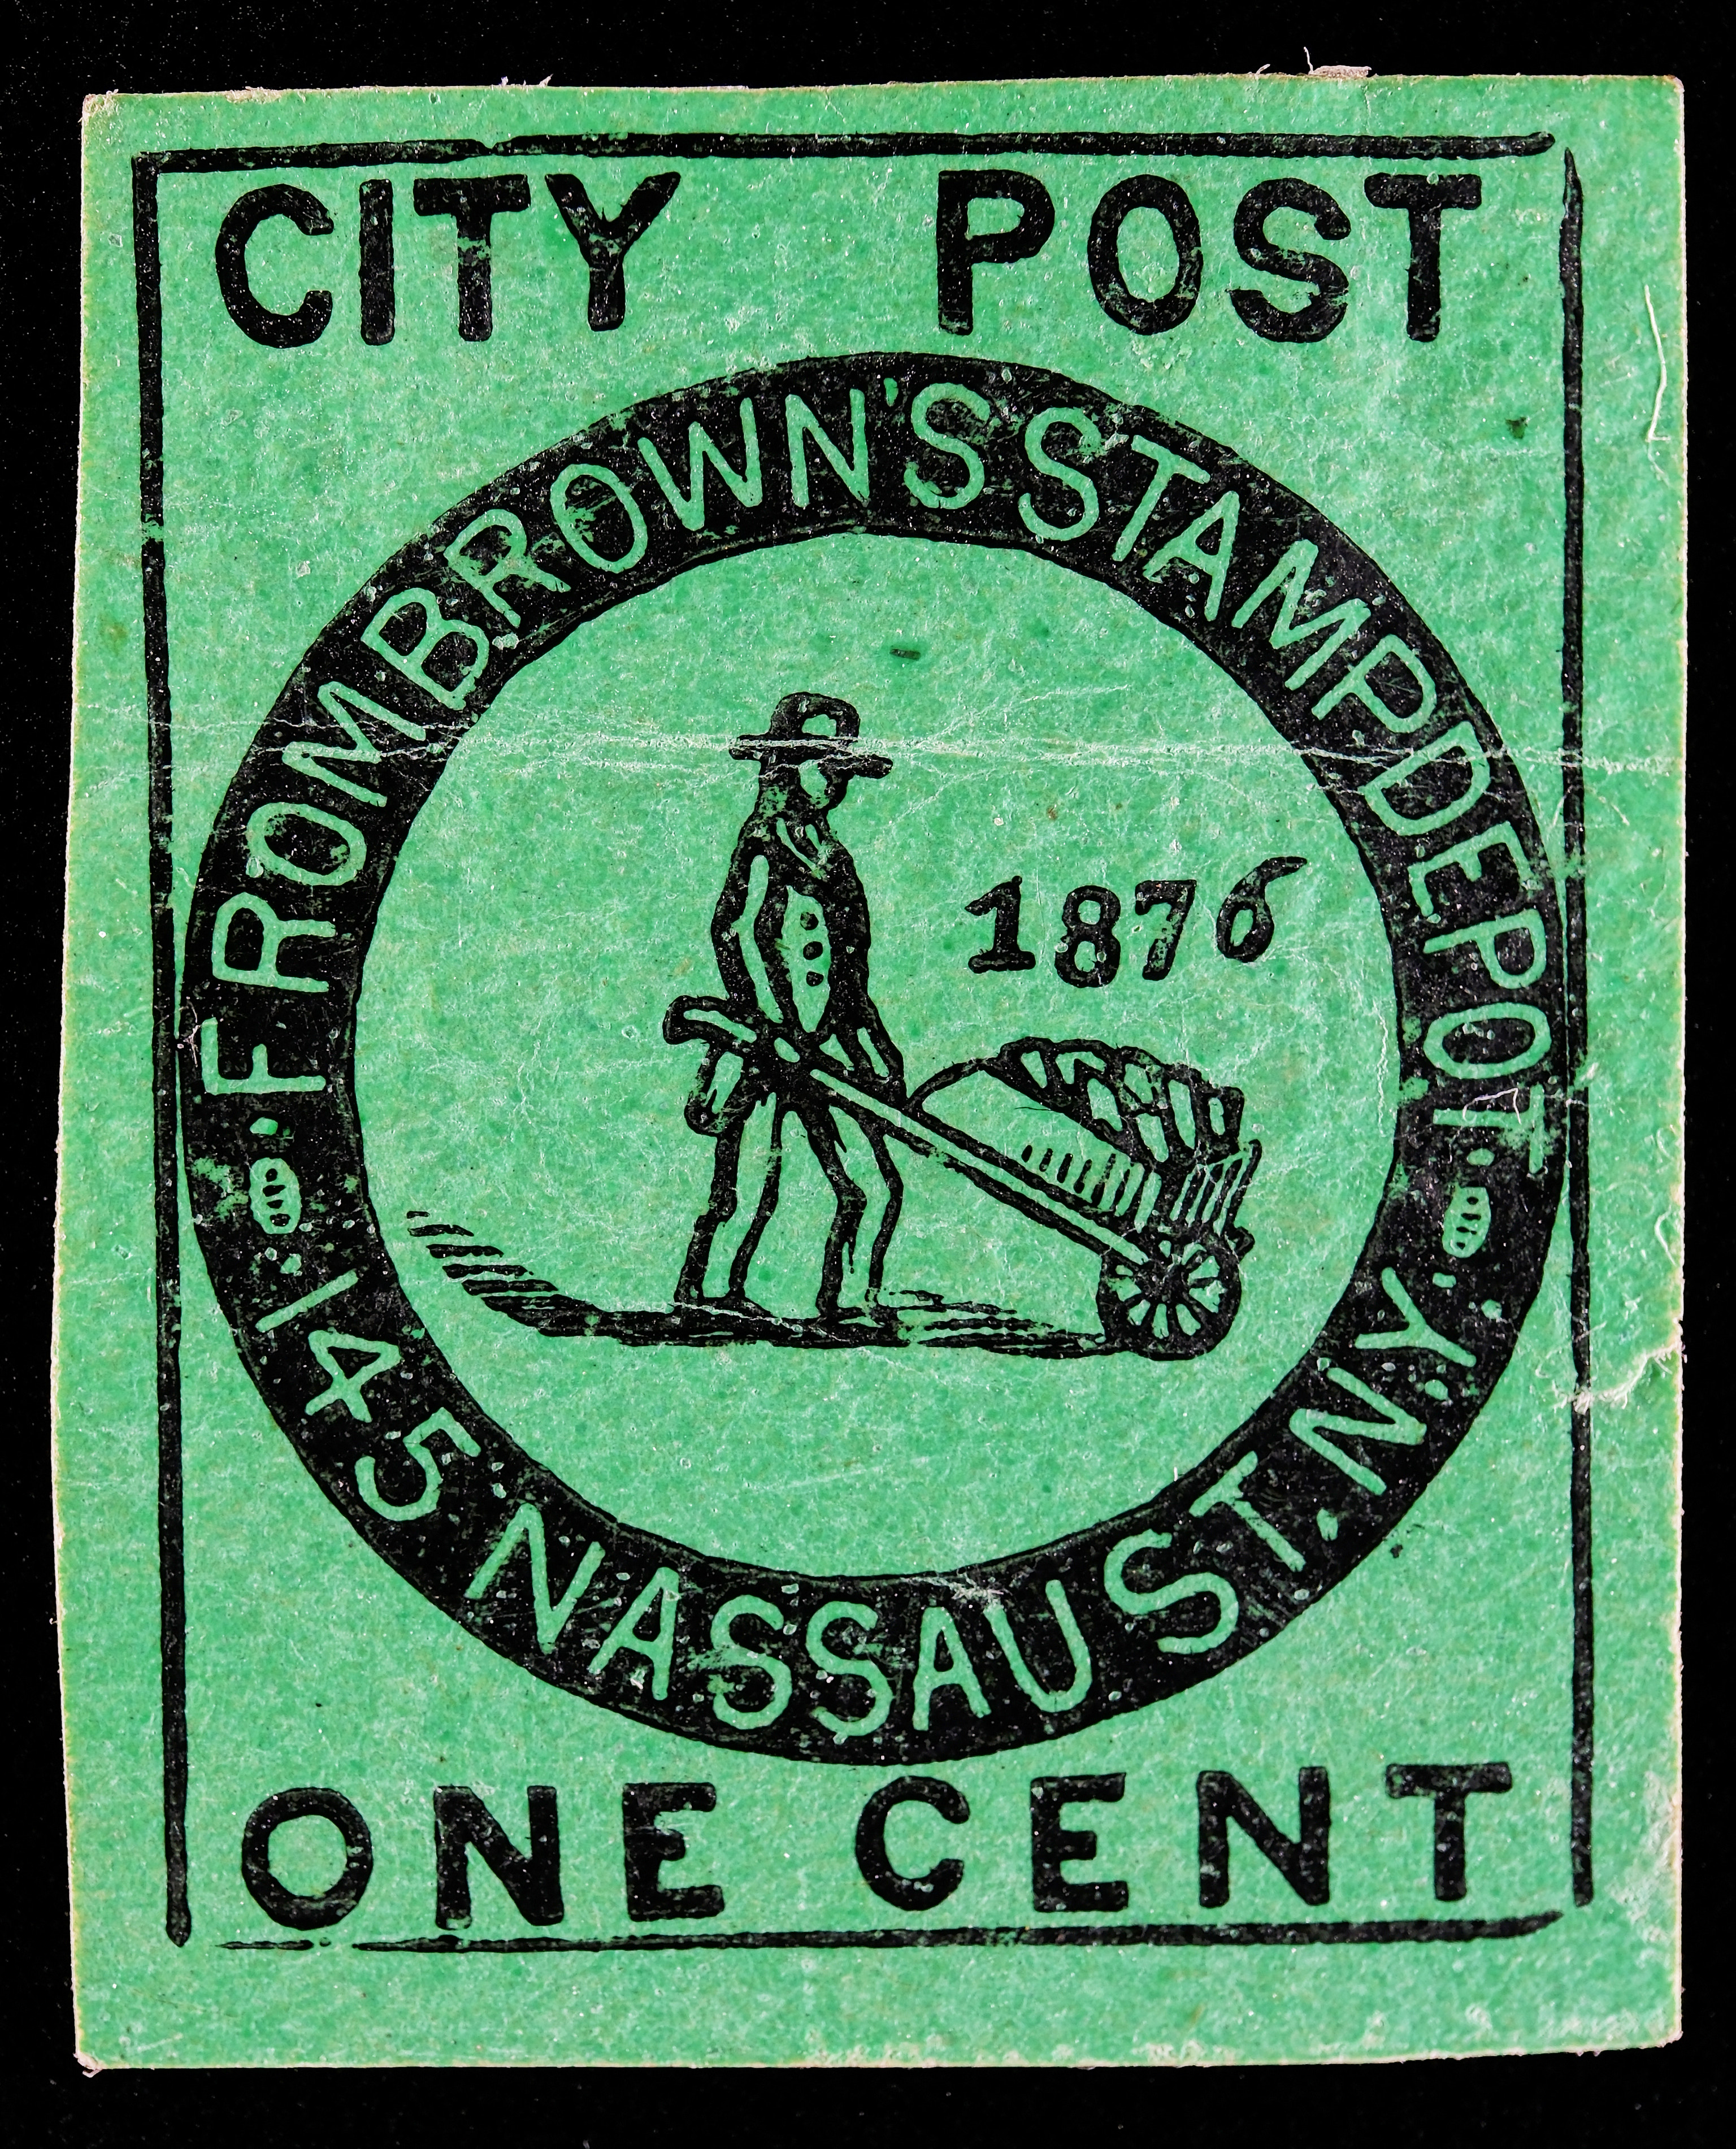 CITY POST
FROM BROWN'S STAMP DEPOT
1876
145 NASSAU ST. N.Y.
ONE CENT